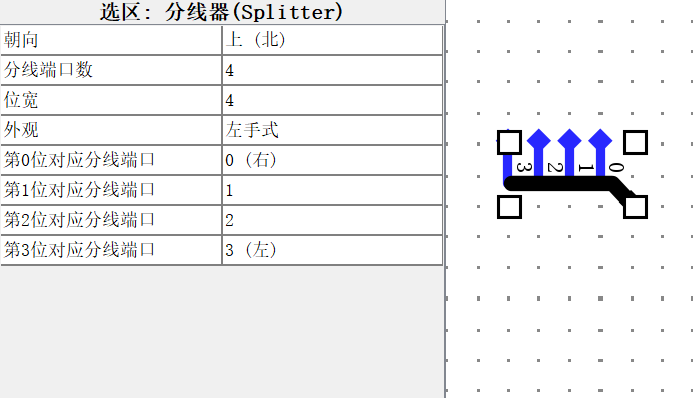 选区: 分线器(Splitter)
朝向 上 (北)
分线端口数 4
位宽 4
外观 左手式
第0位对应分线端口 0 (右)
第1位对应分线端口 1
第2位对应分线端口 2
第3位对应分线端口 3 (左)
3 2 1 0